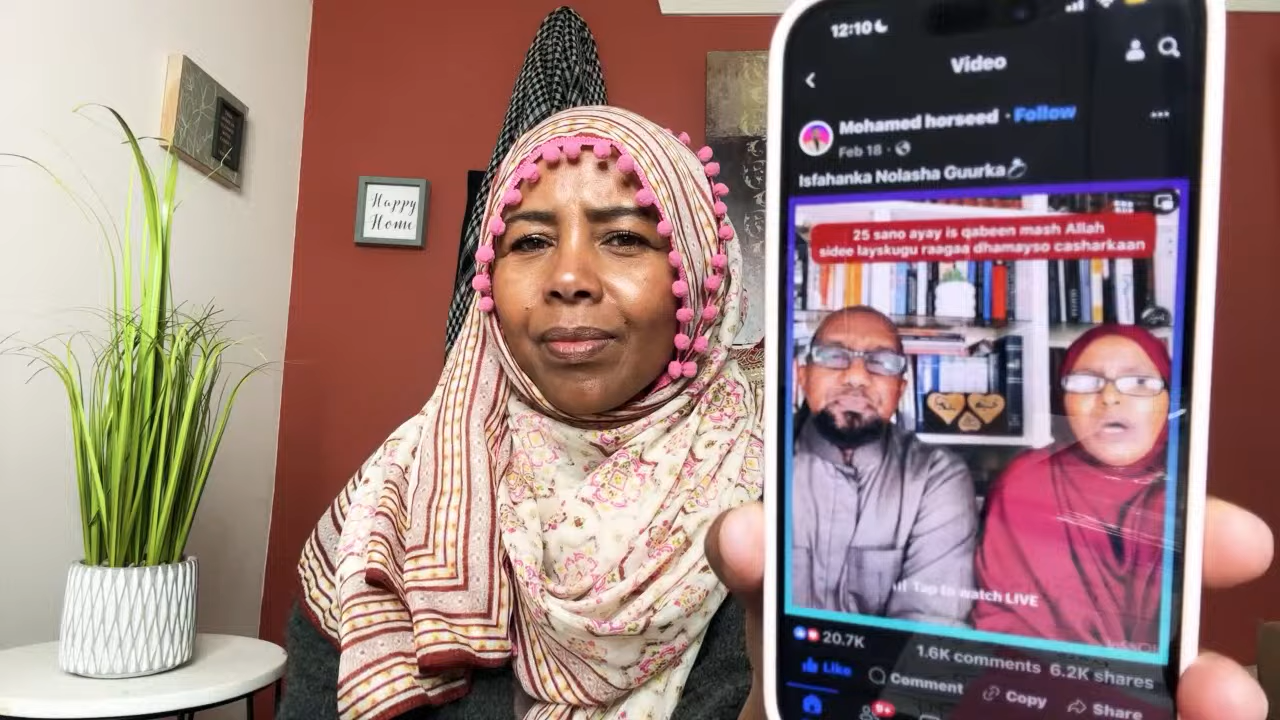 Happy
Home
12:10
Video
Mohamed horseed · Follow
Feb 18 ·
Isfahanka Nolasha Guurka
25 sano ayay is qabeen mash Allah
sidee layskugu raagaa dhamayso casharkaan
Tap to watch LIVE
20.7K
1.6K comments 6.2K shares
Like
Comment
Copy
Share
9+